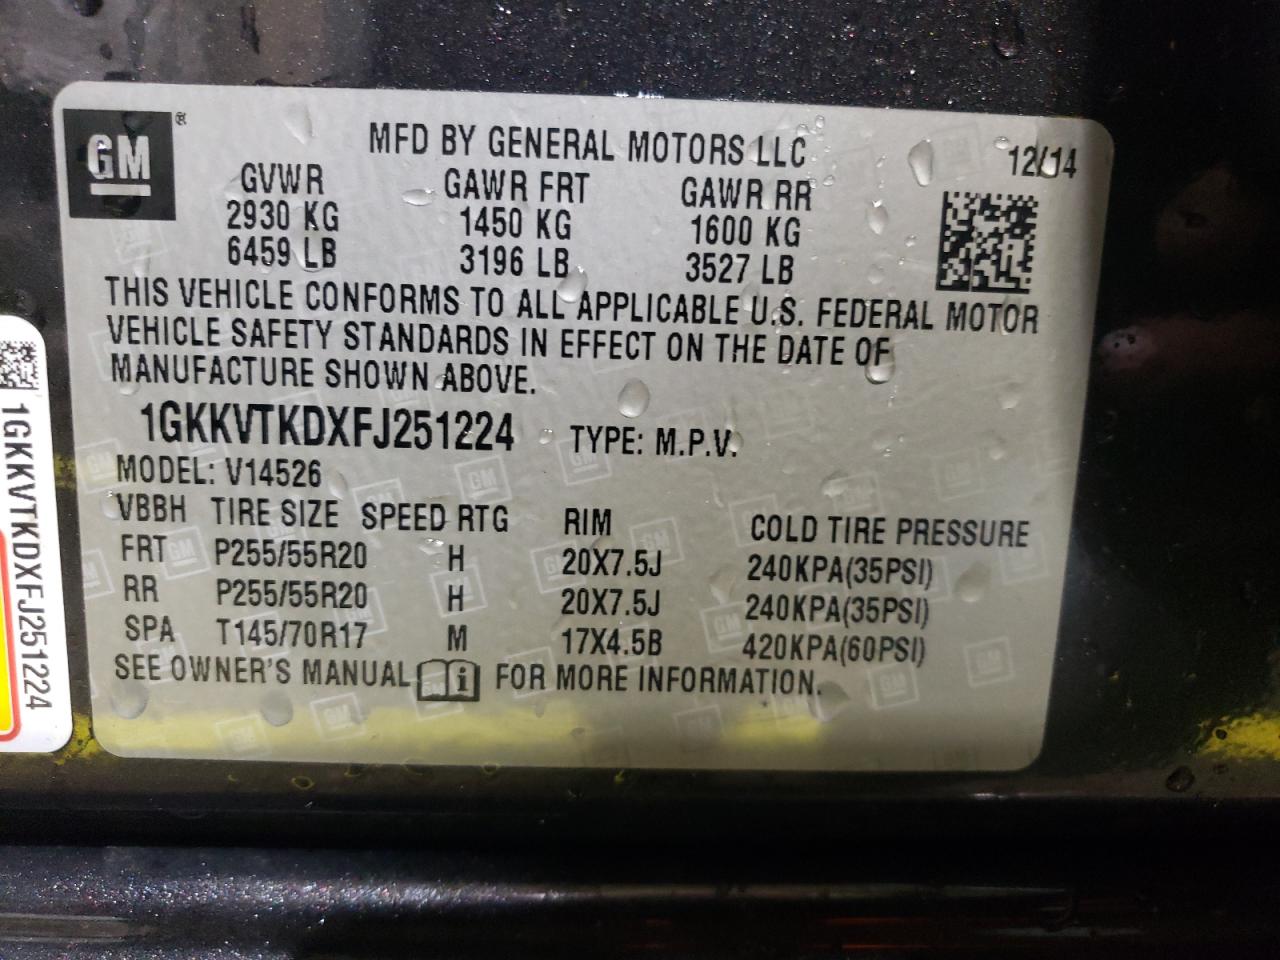 GM ®
MFD BY GENERAL MOTORS LLC
12/14
GVWR GAWR FRT GAWR RR
2930 KG 1450 KG 1600 KG
6459 LB 3196 LB 3527 LB
THIS VEHICLE CONFORMS TO ALL APPLICABLE U.S. FEDERAL MOTOR
VEHICLE SAFETY STANDARDS IN EFFECT ON THE DATE OF
MANUFACTURE SHOWN ABOVE.
1GKKVTKDXFJ251224 TYPE: M.P.V.
MODEL: V14526
VBBH TIRE SIZE SPEED RTG RIM COLD TIRE PRESSURE
FRT P255/55R20 H 20X7.5J 240KPA(35PSI)
RR P255/55R20 H 20X7.5J 240KPA(35PSI)
SPA T145/70R17 M 17X4.5B 420KPA(60PSI)
SEE OWNER'S MANUAL i FOR MORE INFORMATION.
1GKKVTKDXFJ251224